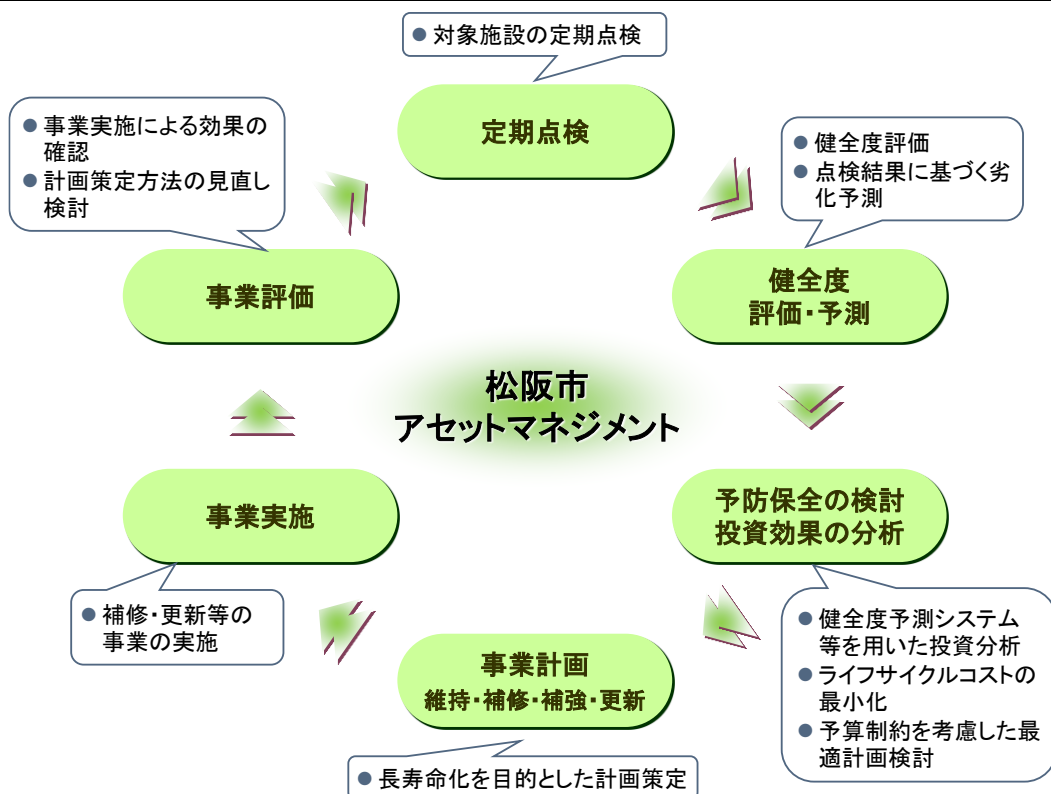 ● 対象施設の定期点検
定期点検
● 事業実施による効果の
確認
● 計画策定方法の見直し
検討
● 健全度評価
● 点検結果に基づく劣
化予測
事業評価
健全度
評価・予測
松阪市
アセットマネジメント
事業実施
予防保全の検討
投資効果の分析
● 補修・更新等の
事業の実施
● 健全度予測システム
等を用いた投資分析
● ライフサイクルコストの
最小化
● 予算制約を考慮した最
適計画検討
事業計画
維持・補修・補強・更新
● 長寿命化を目的とした計画策定